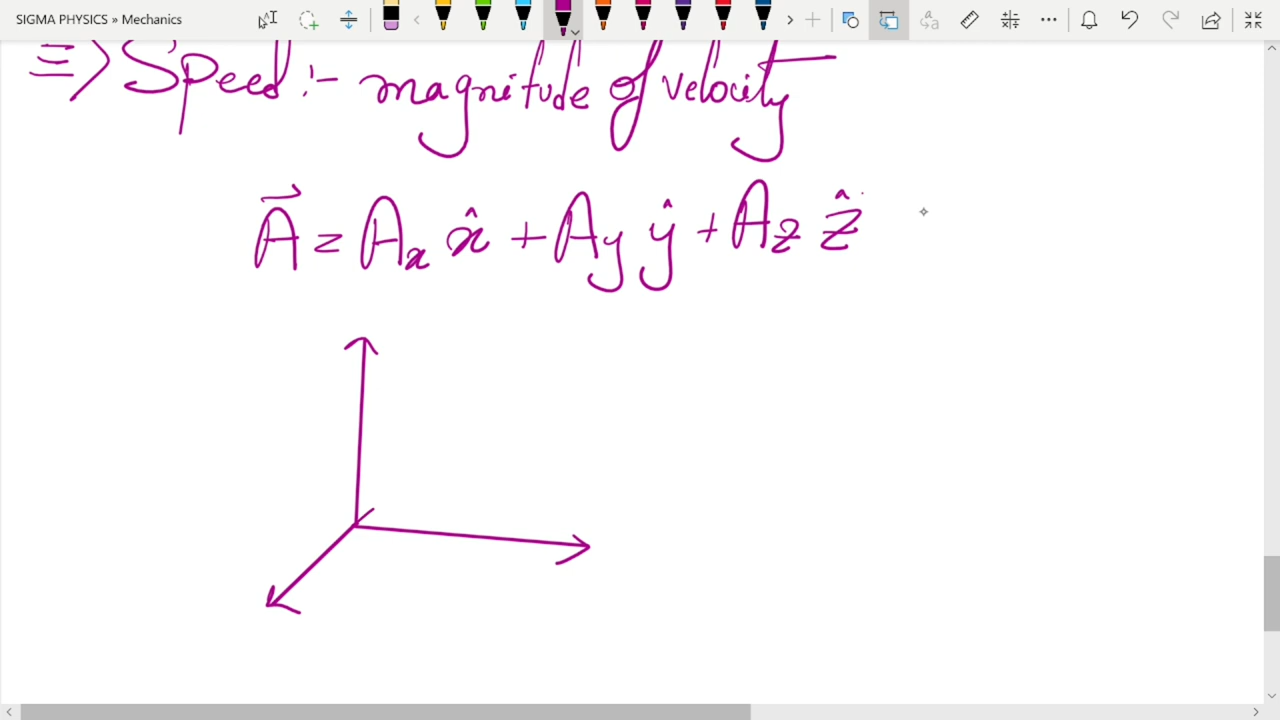 SIGMA PHYSICS » Mechanics
⇒ Speed :- magnitude of velocity
A⃗ = Aₓ x̂ + A_y ŷ + A_z ẑ